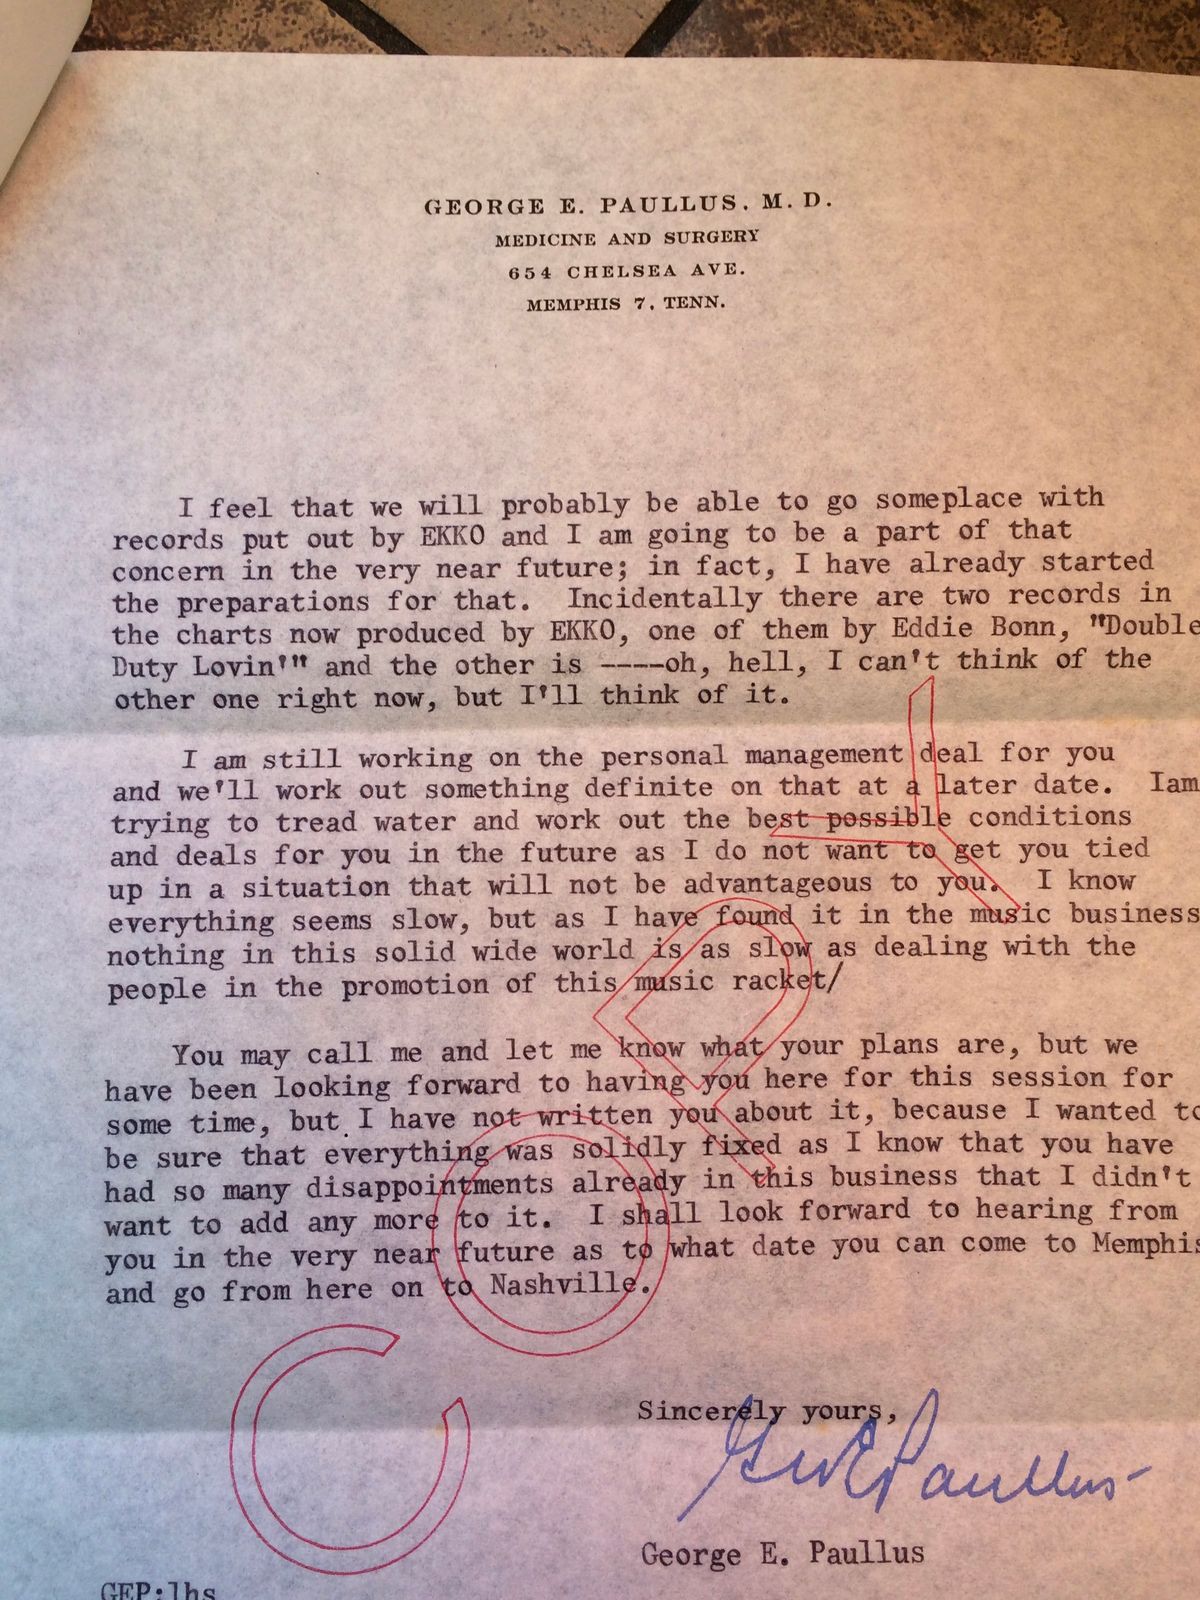 GEORGE E. PAULLUS. M. D.
MEDICINE AND SURGERY
654 CHELSEA AVE.
MEMPHIS 7, TENN.
I feel that we will probably be able to go someplace with
records put out by EKKO and I am going to be a part of that
concern in the very near future; in fact, I have already started
the preparations for that. Incidentally there are two records in
the charts now produced by EKKO, one of them by Eddie Bonn, "Double
Duty Lovin'" and the other is ----oh, hell, I can't think of the
other one right now, but I'll think of it.
I am still working on the personal management deal for you
and we'll work out something definite on that at a later date. Iam
trying to tread water and work out the best possible conditions
and deals for you in the future as I do not want to get you tied
up in a situation that will not be advantageous to you. I know
everything seems slow, but as I have found it in the music business
nothing in this solid wide world is as slow as dealing with the
people in the promotion of this music racket/
You may call me and let me know what your plans are, but we
have been looking forward to having you here for this session for
some time, but I have not written you about it, because I wanted to
be sure that everything was solidly fixed as I know that you have
had so many disappointments already in this business that I didn't
want to add any more to it. I shall look forward to hearing from
you in the very near future as to what date you can come to Memphis
and go from here on to Nashville.
Sincerely yours,
Geo E Paullus
George E. Paullus
GEP:lhs
COPY